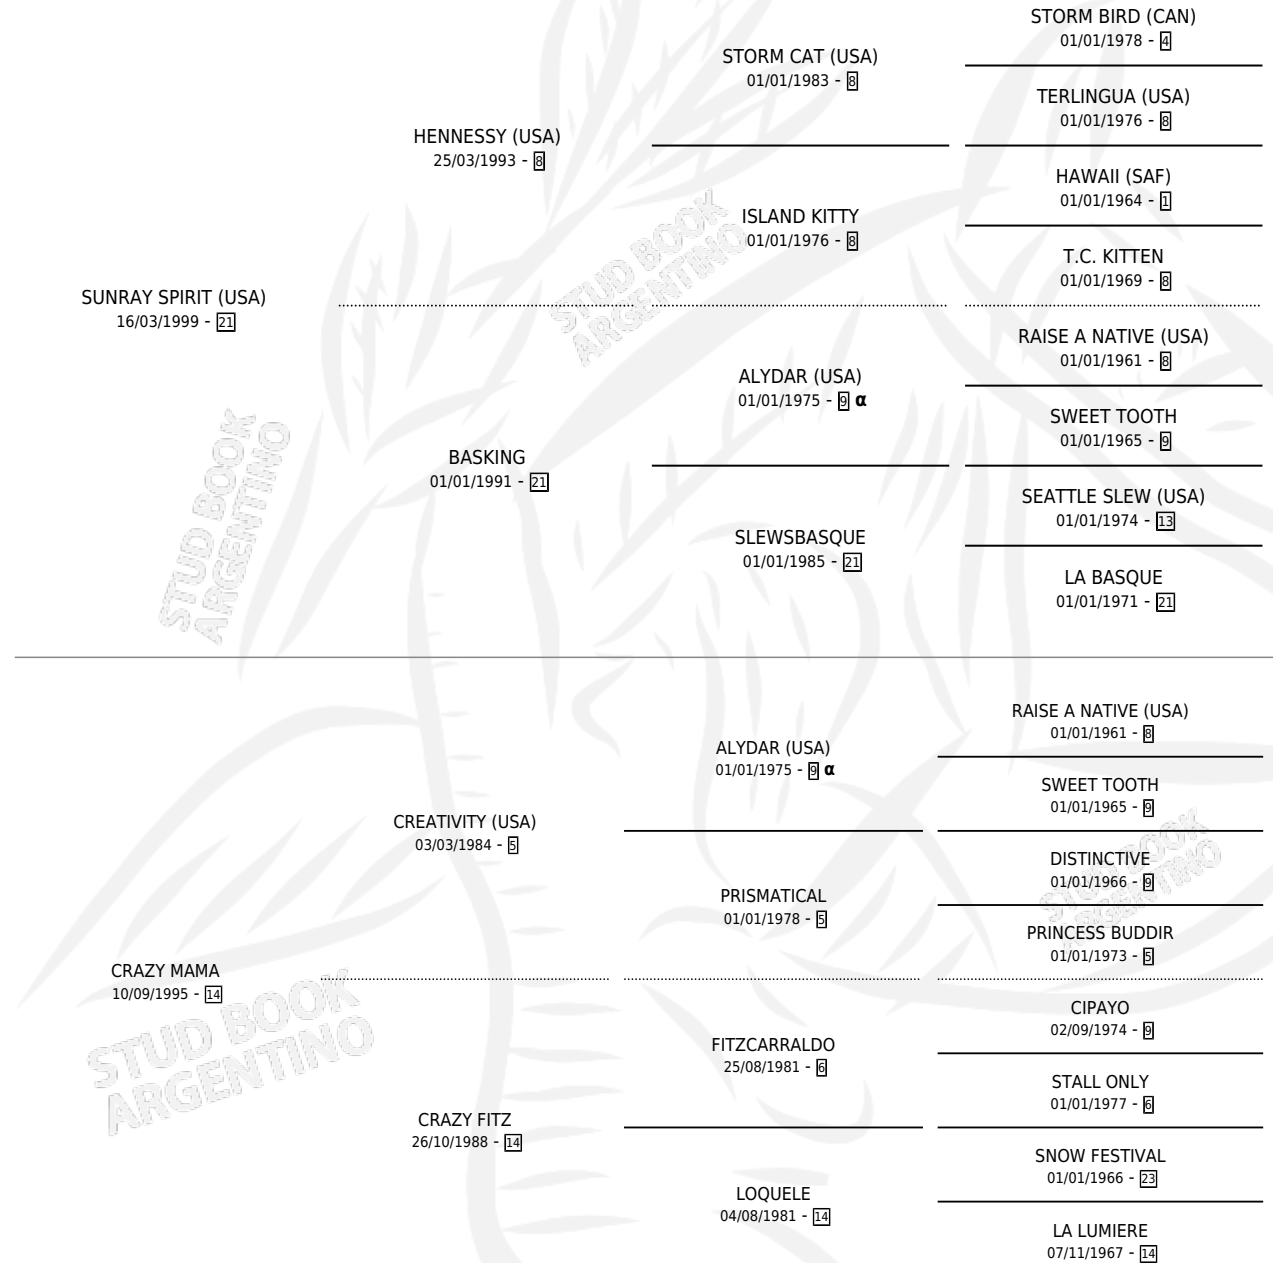 STORM BIRD (CAN)
01/01/1978 - 4
STORM CAT (USA)
01/01/1983 - 8
TERLINGUA (USA)
01/01/1976 - 8
HENNESSY (USA)
25/03/1993 - 8
HAWAII (SAF)
01/01/1964 - 1
ISLAND KITTY
01/01/1976 - 8
T.C. KITTEN
01/01/1969 - 8
SUNRAY SPIRIT (USA)
16/03/1999 - 21
RAISE A NATIVE (USA)
01/01/1961 - 8
ALYDAR (USA)
01/01/1975 - 9 α
SWEET TOOTH
01/01/1965 - 9
BASKING
01/01/1991 - 21
SEATTLE SLEW (USA)
01/01/1974 - 13
SLEWSBASQUE
01/01/1985 - 21
LA BASQUE
01/01/1971 - 21
RAISE A NATIVE (USA)
01/01/1961 - 8
ALYDAR (USA)
01/01/1975 - 9 α
SWEET TOOTH
01/01/1965 - 9
CREATIVITY (USA)
03/03/1984 - 5
DISTINCTIVE
01/01/1966 - 9
PRISMATICAL
01/01/1978 - 5
PRINCESS BUDDIR
01/01/1973 - 5
CRAZY MAMA
10/09/1995 - 14
CIPAYO
02/09/1974 - 9
FITZCARRALDO
25/08/1981 - 6
STALL ONLY
01/01/1977 - 6
CRAZY FITZ
26/10/1988 - 14
SNOW FESTIVAL
01/01/1966 - 23
LOQUELE
04/08/1981 - 14
LA LUMIERE
07/11/1967 - 14
STUD BOOK
ARGENTINO
STUD BOOK
ARGENTINO
STUD BOOK
ARGENTINO
STUD BOOK
ARGENTINO